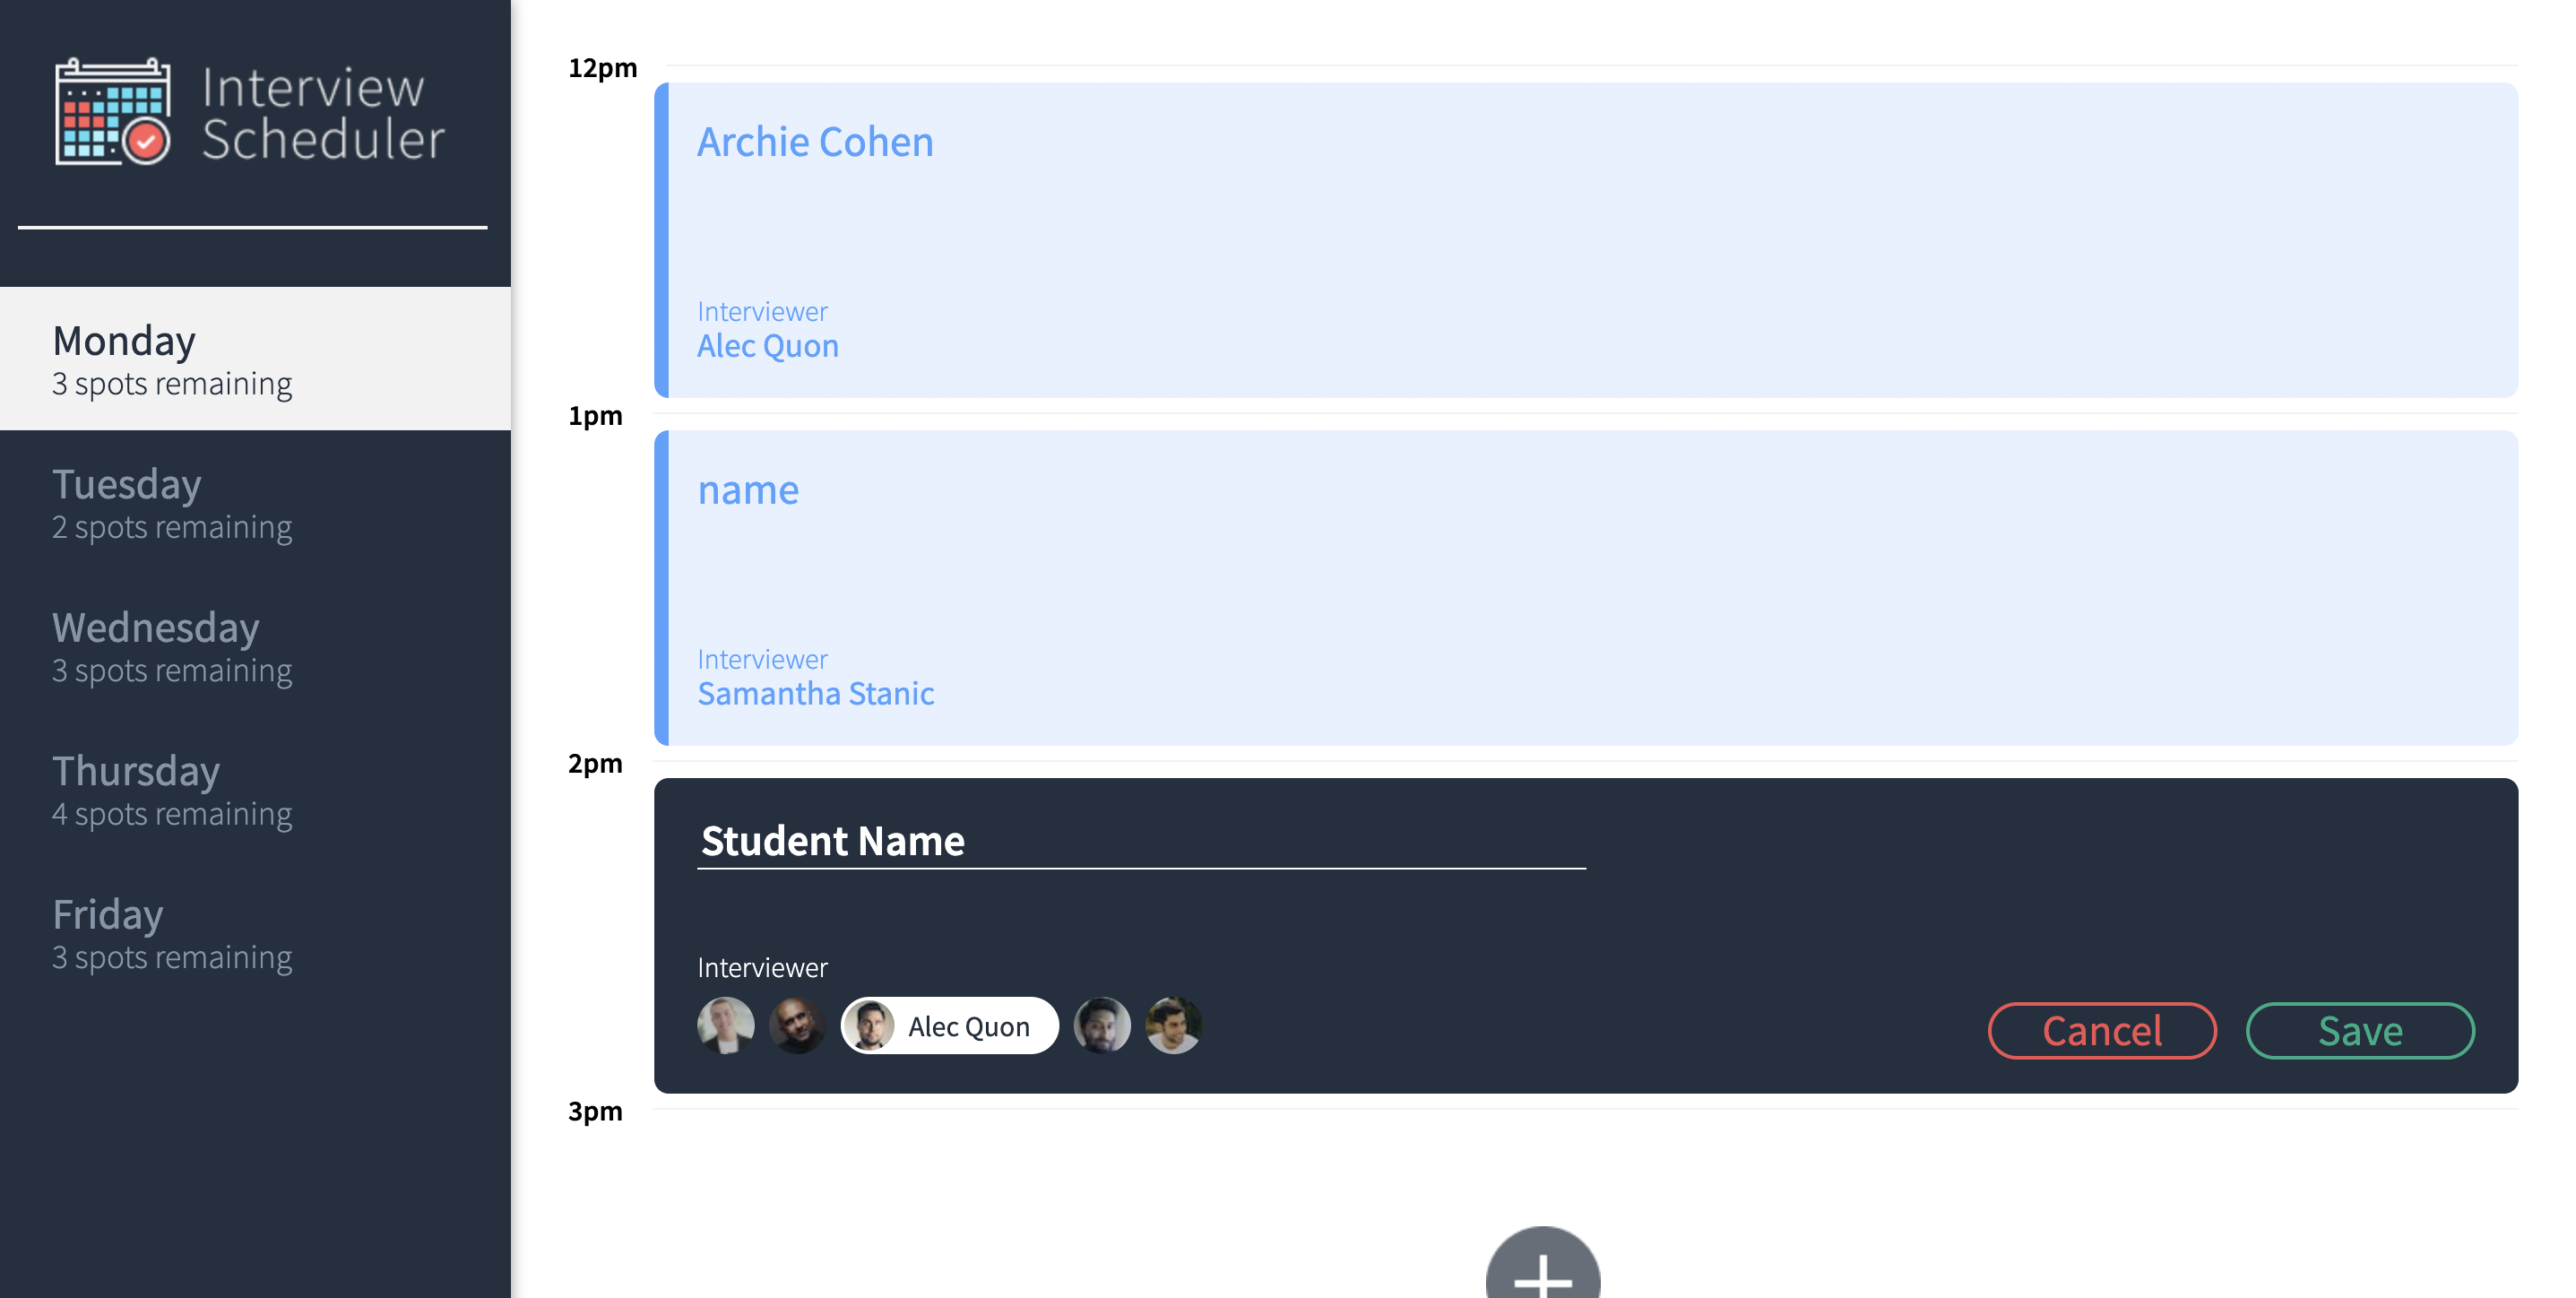 Interview
Scheduler
Monday
3 spots remaining
Tuesday
2 spots remaining
Wednesday
3 spots remaining
Thursday
4 spots remaining
Friday
3 spots remaining
12pm
Archie Cohen
Interviewer
Alec Quon
1pm
name
Interviewer
Samantha Stanic
2pm
Student Name
Interviewer
Alec Quon
Cancel
Save
3pm